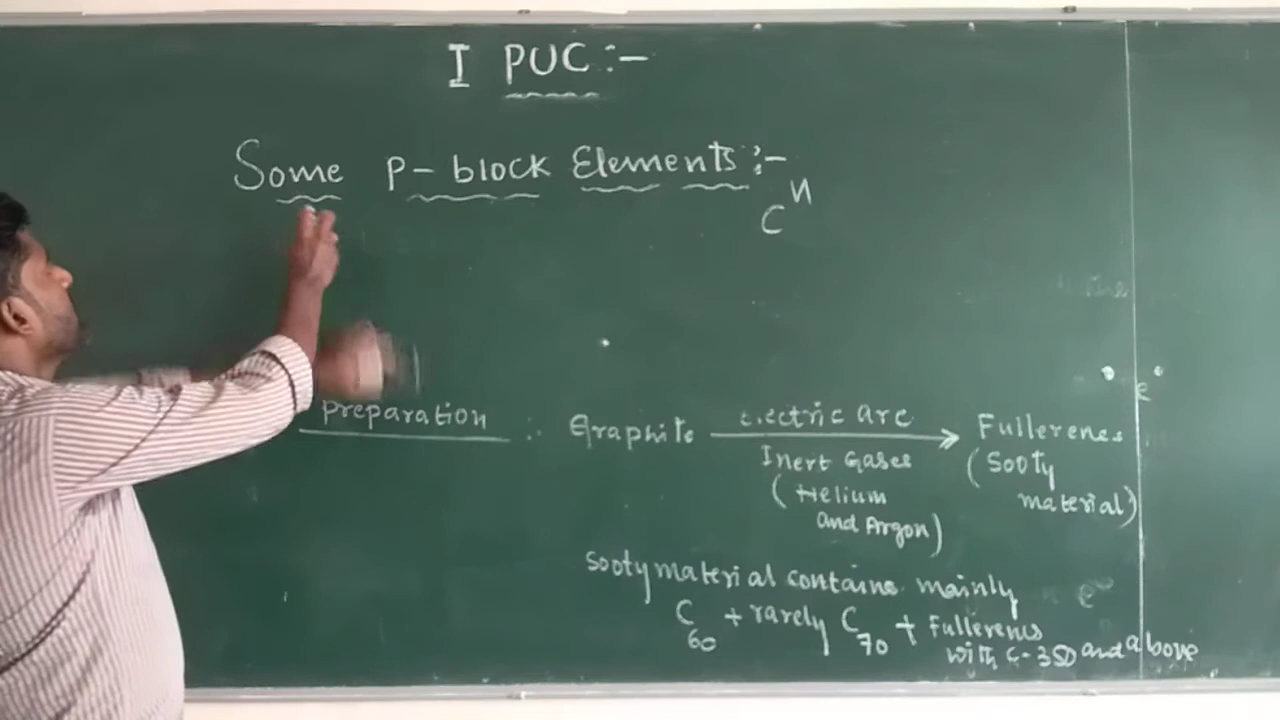 I PUC :-
Some P-block Elements :-
C n
preparation : Graphite Electric arc Fullerenes
Inert Gases (Sooty
(Helium material)
and Argon)
Sooty material contains mainly
C60 + rarely C70 + Fullerenes
with C-350 and above